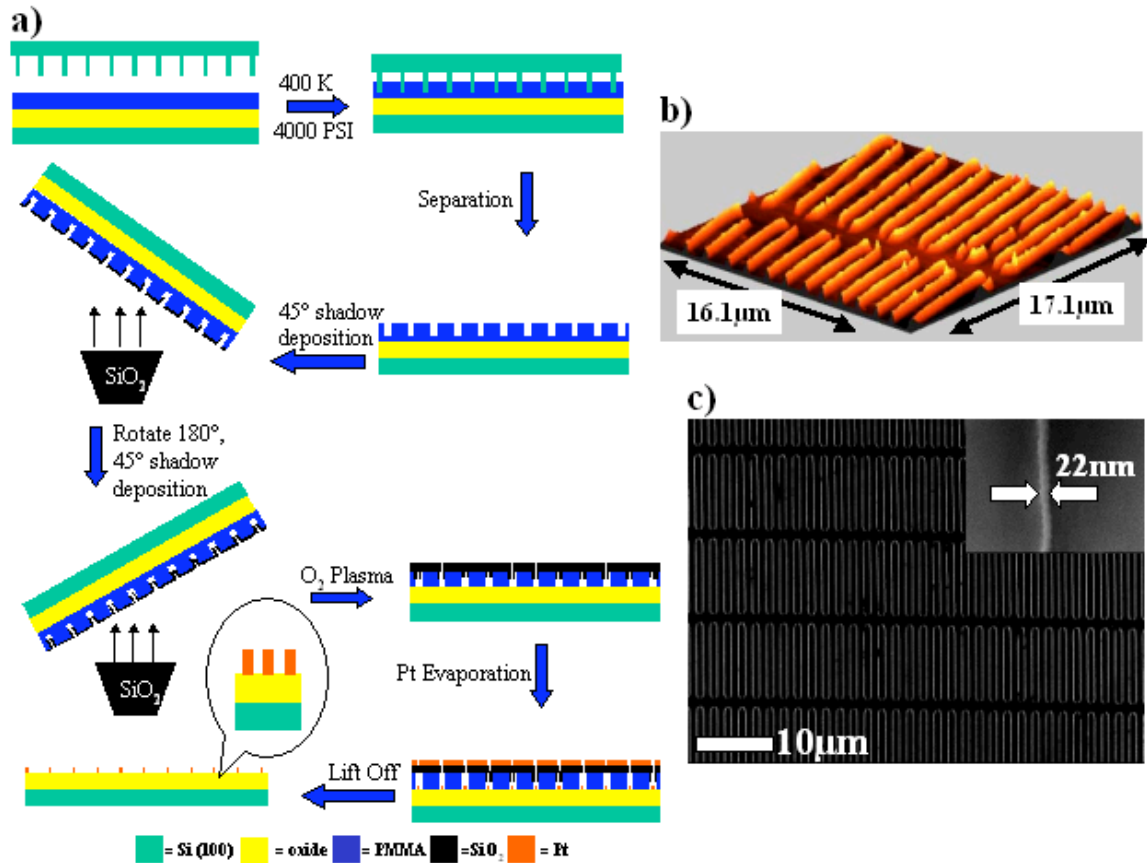 a)
400 K
4000 PSI
Separation
45° shadow
deposition
SiO2
Rotate 180°,
45° shadow
deposition
SiO2
O2 Plasma
Pt Evaporation
Lift Off
= Si (100) = oxide = PMMA =SiO2 = Pt
b)
16.1μm
17.1μm
c)
22nm
10μm